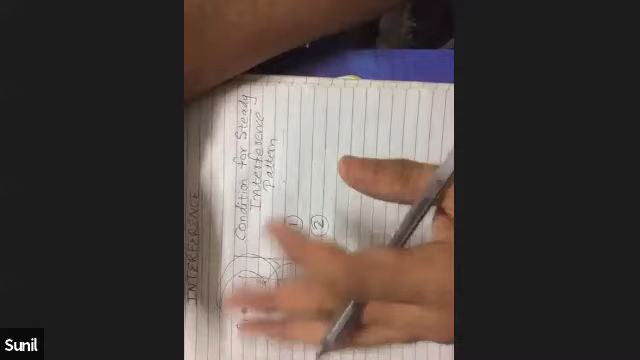 INTERFERENCE
Condition for Steady
Interference
Pattern
1
2
Sunil